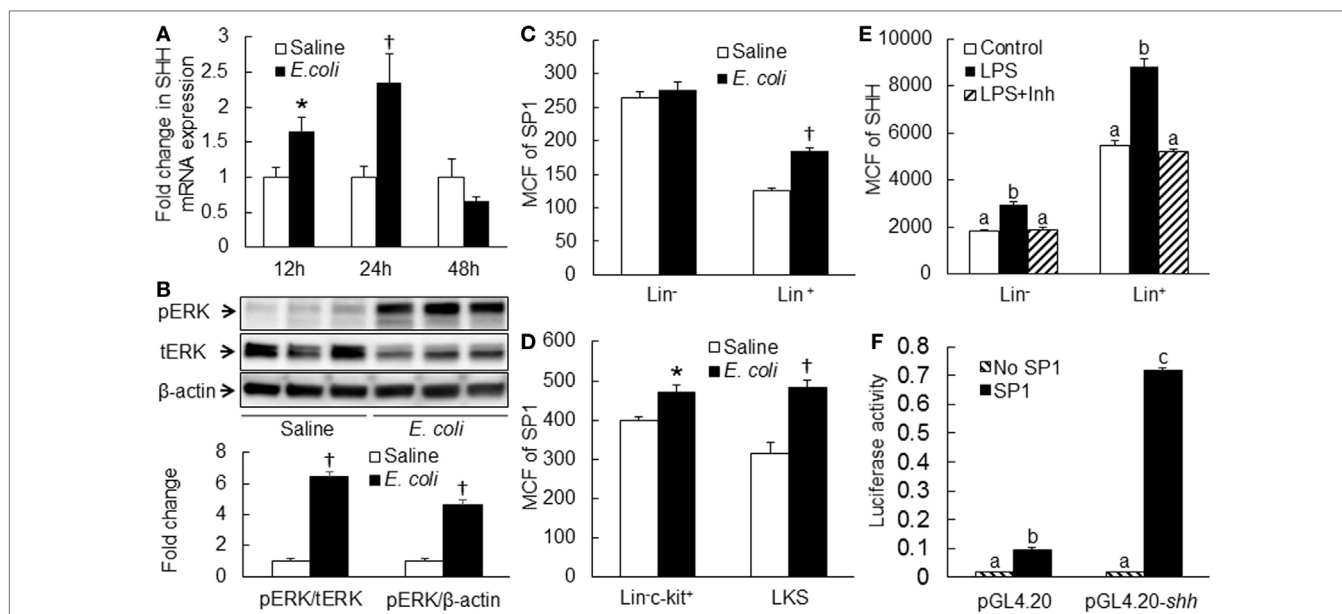 A
Fold change in SHH
mRNA expression
3
2.5
2
1.5
1
0.5
0
Saline
E.coli
*
†
12h
24h
48h
B
pERK
tERK
β-actin
Saline
E. coli
Fold change
8
6
4
2
0
Saline
E. coli
†
†
pERK/tERK
pERK/β-actin
C
MCF of SP1
350
300
250
200
150
100
50
0
Saline
E. coli
†
Lin-
Lin +
D
MCF of SP1
600
500
400
300
200
100
0
Saline
E. coli
*
†
Lin-c-kit+
LKS
E
MCF of SHH
10000
8000
6000
4000
2000
0
Control
LPS
LPS+Inh
a
b
a
a
b
a
Lin-
Lin+
F
Luciferase activity
0.8
0.7
0.6
0.5
0.4
0.3
0.2
0.1
0
No SP1
SP1
a
b
a
c
pGL4.20
pGL4.20-shh